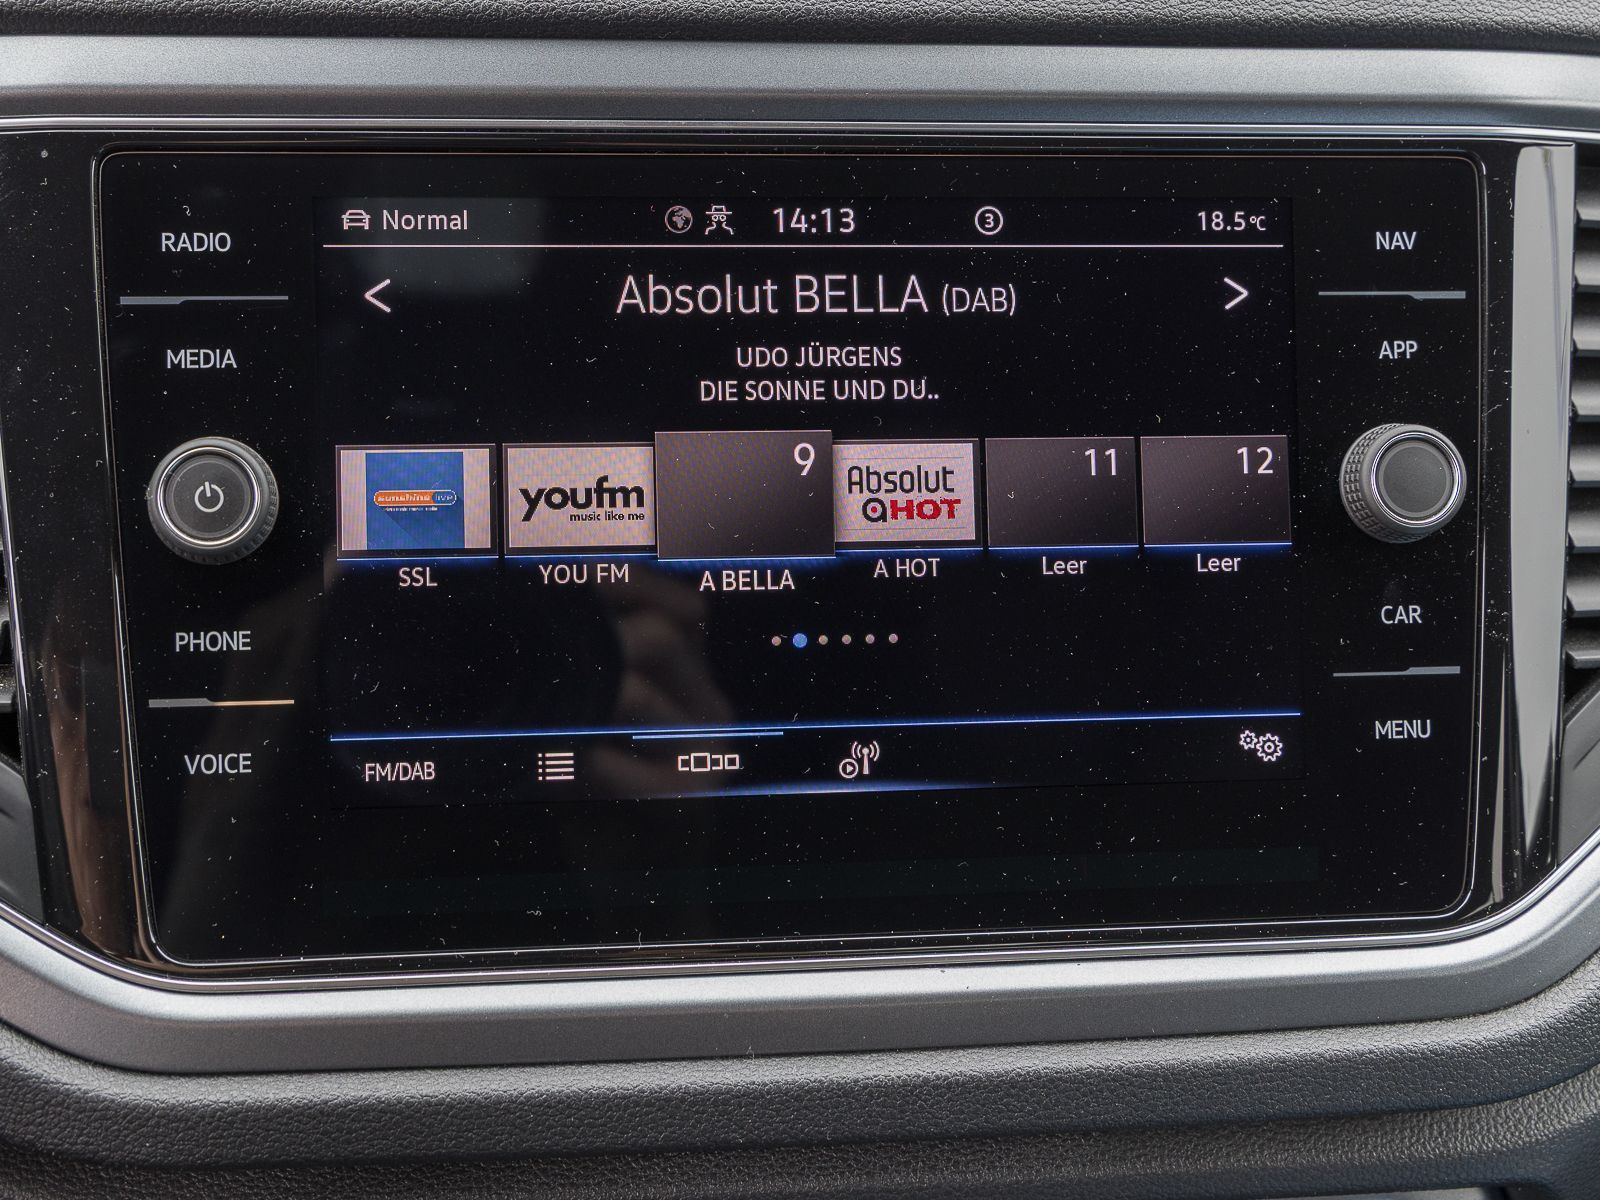 RADIO
MEDIA
PHONE
VOICE
Normal
14:13
3
18.5°C
< Absolut BELLA (DAB) >
UDO JÜRGENS
DIE SONNE UND DU..
sunshine live
SSL
youfm
music like me
YOU FM
9
A BELLA
Absolut
HOT
A HOT
11
Leer
12
Leer
FM/DAB
NAV
APP
CAR
MENU